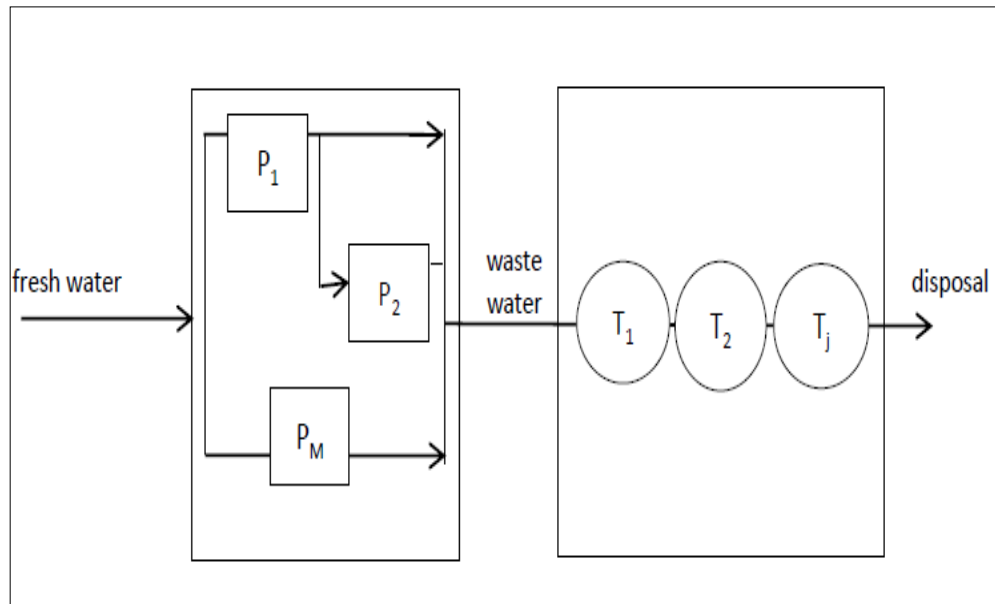 P1
P2
PM
fresh water
waste
water
T1
T2
Tj
disposal